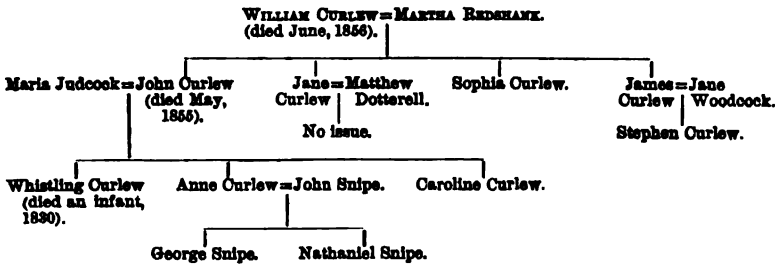 WILLIAM CURLEW=MARTHA REDSHANK.
(died June, 1856).
Maria Judcock=John Curlew
(died May,
1855).
Jane=Matthew
Curlew Dotterell.
No issue.
Sophia Curlew.
James=Jane
Curlew Woodcock.
Stephen Curlew.
Whistling Curlew
(died an infant,
1830).
Anne Curlew=John Snipe.
Caroline Curlew.
George Snipe.
Nathaniel Snipe.